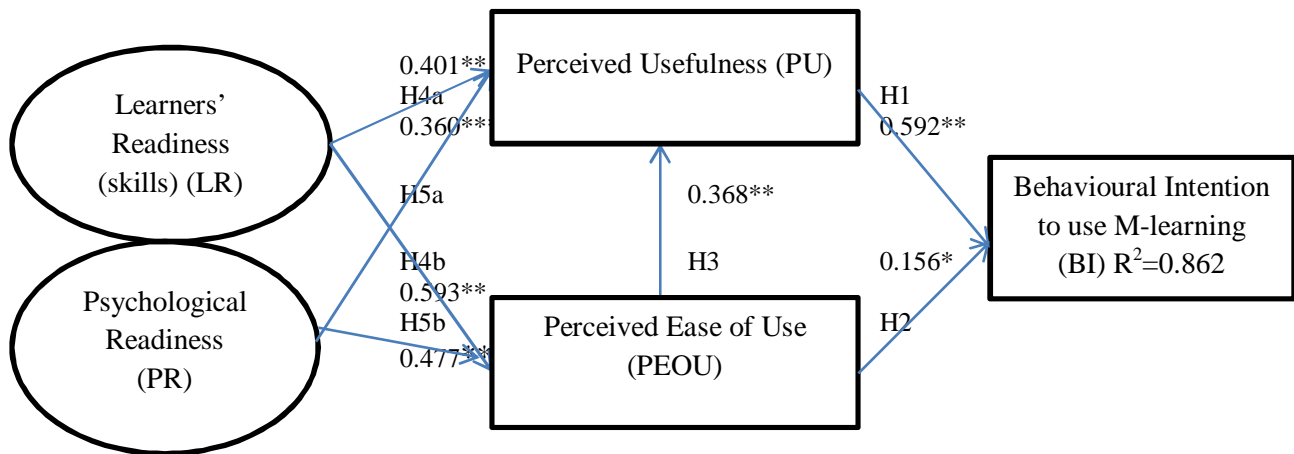 Learners’
Readiness
(skills) (LR)
Psychological
Readiness
(PR)
0.401**
H4a
0.360***
H5a
H4b
0.593**
H5b
0.477***
Perceived Usefulness (PU)
0.368**
H3
Perceived Ease of Use
(PEOU)
H1
0.592**
0.156*
H2
Behavioural Intention
to use M-learning
(BI) R²=0.862